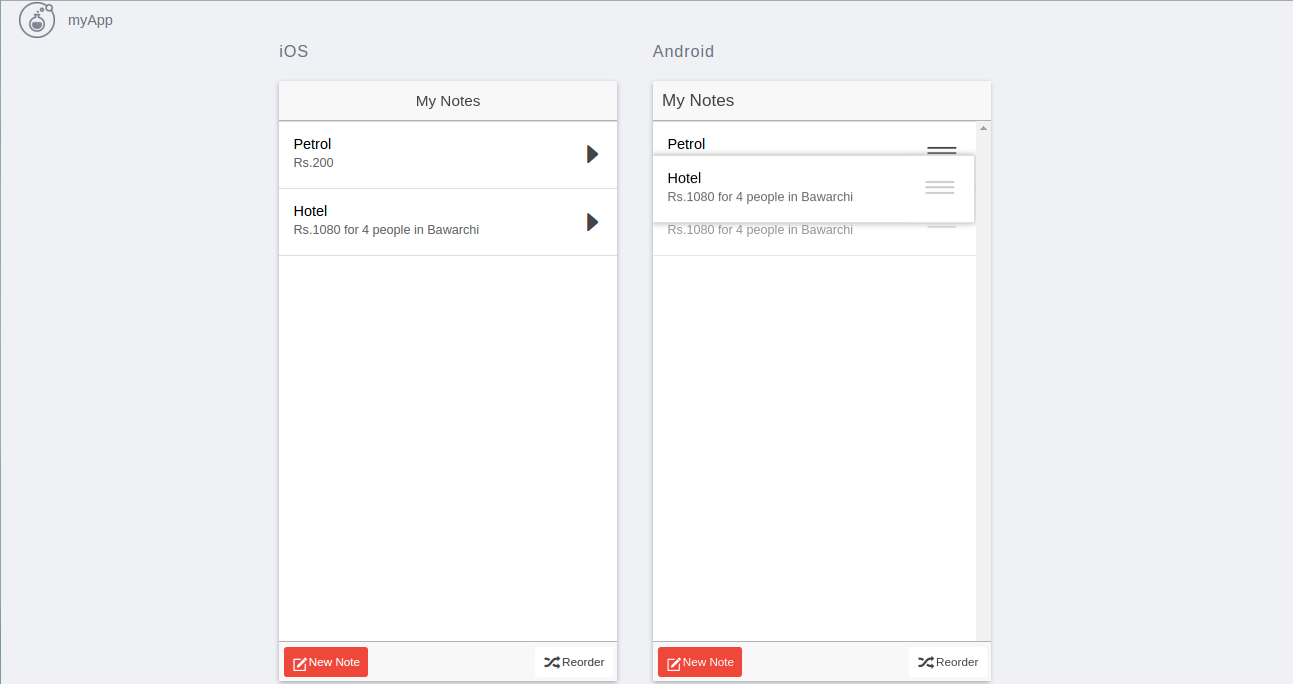 myApp
iOS
My Notes
Petrol
Rs.200
Hotel
Rs.1080 for 4 people in Bawarchi
New Note
Reorder
Android
My Notes
Petrol
Hotel
Rs.1080 for 4 people in Bawarchi
Rs.1080 for 4 people in Bawarchi
New Note
Reorder